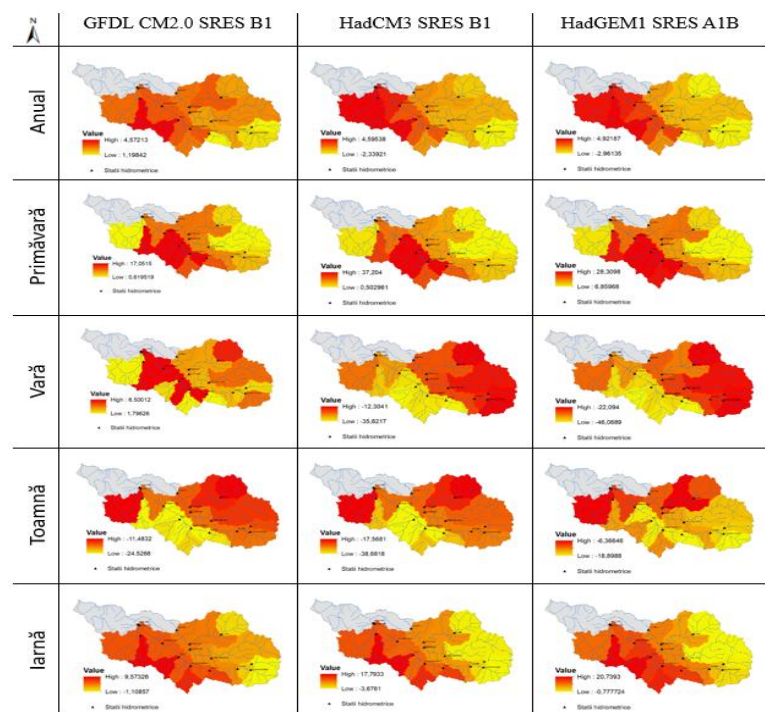 N
GFDL CM2.0 SRES B1
HadCM3 SRES B1
HadGEM1 SRES A1B
Anual
Value
High : 4,57213
Low : 1,19842
Statii hidrometrice
Value
High : 4,59538
Low : -2,33921
Statii hidrometrice
Value
High : 4,92187
Low : -2,96135
Statii hidrometrice
Primăvară
Value
High : 17,0515
Low : 0,619519
Statii hidrometrice
Value
High : 37,204
Low : 0,502961
Statii hidrometrice
Value
High : 28,3098
Low : 6,85968
Statii hidrometrice
Vară
Value
High : 6,50012
Low : 1,79626
Statii hidrometrice
Value
High : -12,3041
Low : -35,6217
Statii hidrometrice
Value
High : -22,094
Low : -46,0689
Statii hidrometrice
Toamnă
Value
High : -11,4832
Low : -24,5268
Statii hidrometrice
Value
High : -17,5681
Low : -38,6818
Statii hidrometrice
Value
High : -6,36646
Low : -18,8988
Statii hidrometrice
Iarnă
Value
High : 9,57326
Low : -1,10857
Statii hidrometrice
Value
High : 17,7933
Low : -3,6761
Statii hidrometrice
Value
High : 20,7393
Low : -0,777724
Statii hidrometrice